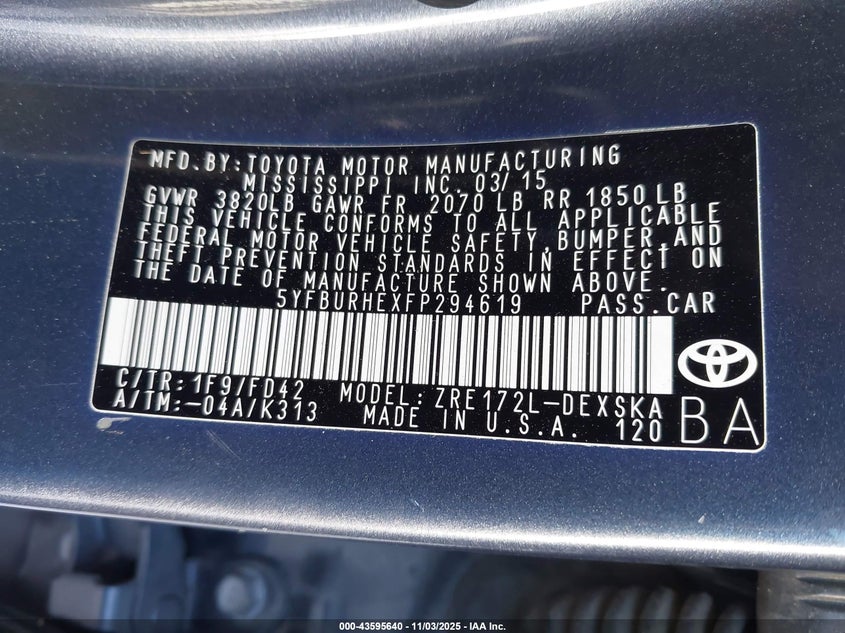 MFD.BY:TOYOTA MOTOR MANUFACTURING
MISSISSIPPI INC. 03/15
GVWR 3820LB GAWR FR 2070 LB RR 1850 LB
THIS VEHICLE CONFORMS TO ALL APPLICABLE
FEDERAL MOTOR VEHICLE SAFETY,BUMPER,AND
THEFT PREVENTION STANDARDS IN EFFECT ON
THE DATE OF MANUFACTURE SHOWN ABOVE.
5YFBURHEXFP294619 PASS.CAR
C/TR:1F9/FD42 MODEL:ZRE172L-DEXSKA
A/TM:-04A/K313 MADE IN U.S.A. 120
BA
000-43595640 - 11/03/2025 - IAA Inc.